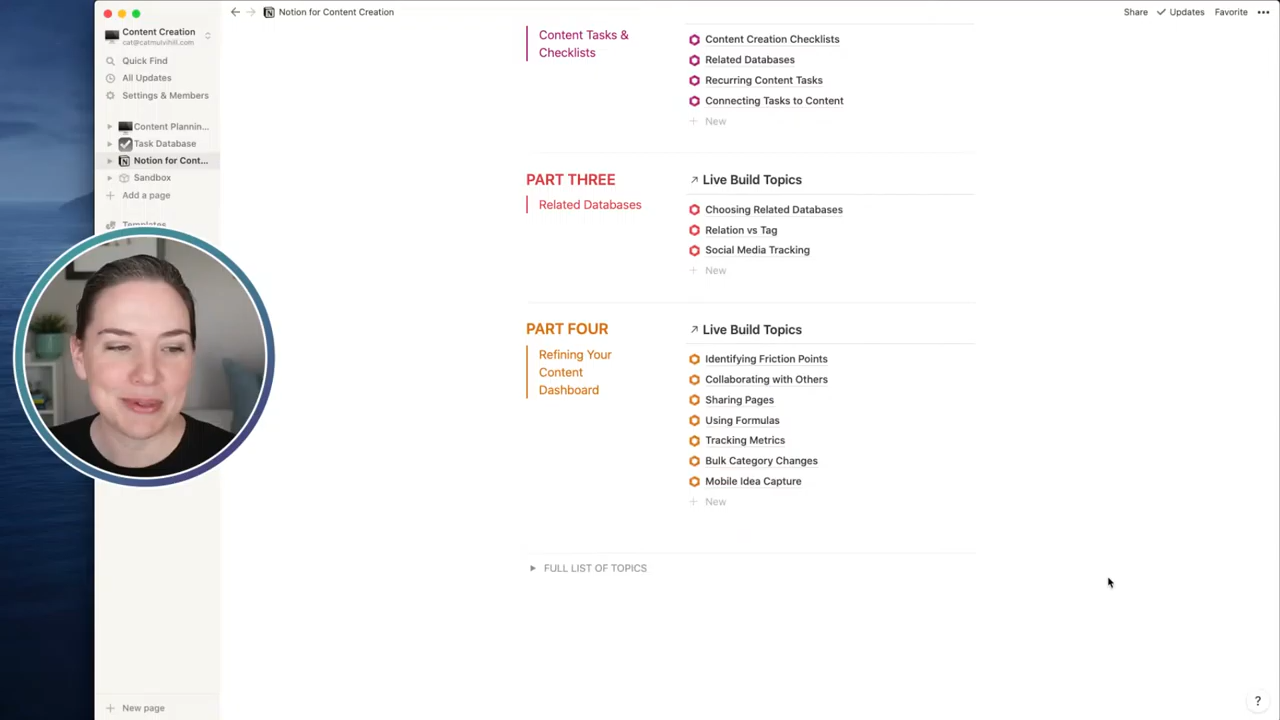 Notion for Content Creation
Share
Updates
Favorite
Content Creation
cat@catmulvihill.com
Quick Find
All Updates
Settings & Members
Content Plannin...
Task Database
Notion for Cont...
Sandbox
Add a page
Templates
New page
Content Tasks &
Checklists
Content Creation Checklists
Related Databases
Recurring Content Tasks
Connecting Tasks to Content
New
PART THREE
Related Databases
Live Build Topics
Choosing Related Databases
Relation vs Tag
Social Media Tracking
New
PART FOUR
Refining Your
Content
Dashboard
Live Build Topics
Identifying Friction Points
Collaborating with Others
Sharing Pages
Using Formulas
Tracking Metrics
Bulk Category Changes
Mobile Idea Capture
New
FULL LIST OF TOPICS
?